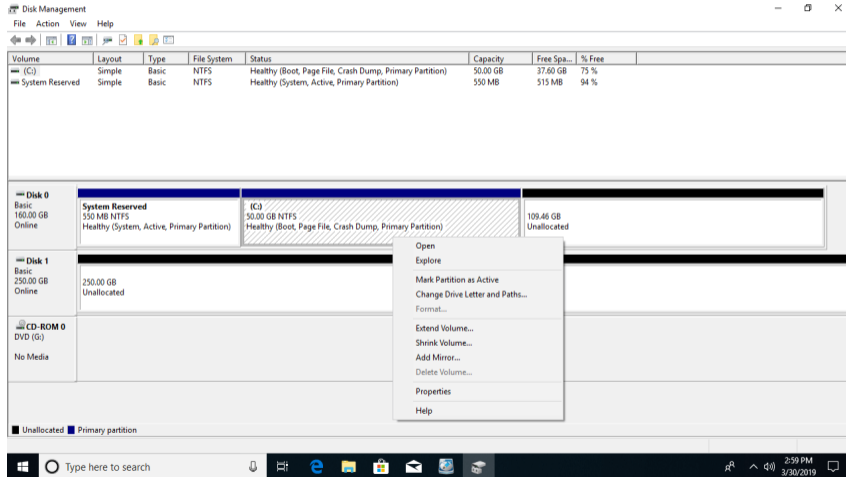 Disk Management
File Action View Help
Volume Layout Type File System Status Capacity Free Spa... % Free
(C:) Simple Basic NTFS Healthy (Boot, Page File, Crash Dump, Primary Partition) 50.00 GB 37.60 GB 75 %
System Reserved Simple Basic NTFS Healthy (System, Active, Primary Partition) 550 MB 515 MB 94 %
Disk 0
Basic
160.00 GB
Online
System Reserved
550 MB NTFS
Healthy (System, Active, Primary Partition)
(C:)
50.00 GB NTFS
Healthy (Boot, Page File, Crash Dump, Primary Partition)
109.46 GB
Unallocated
Disk 1
Basic
250.00 GB
Online
250.00 GB
Unallocated
CD-ROM 0
DVD (G:)
No Media
Open
Explore
Mark Partition as Active
Change Drive Letter and Paths...
Format...
Extend Volume...
Shrink Volume...
Add Mirror...
Delete Volume...
Properties
Help
Unallocated Primary partition
Type here to search
2:59 PM
3/30/2019